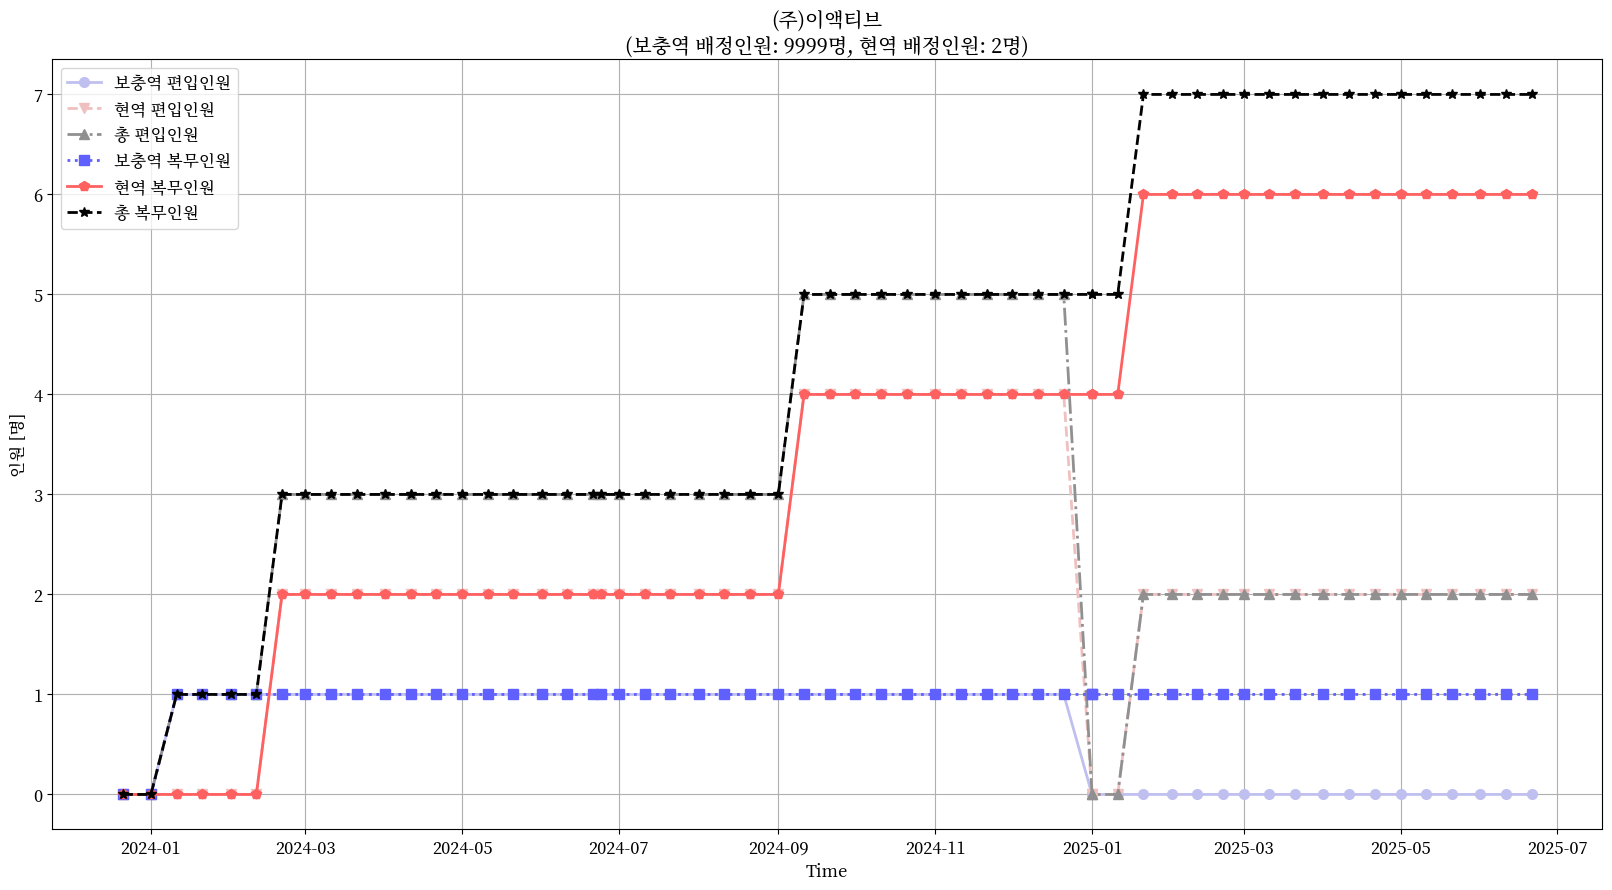 (주)이액티브
(보충역 배정인원: 9999명, 현역 배정인원: 2명)
보충역 편입인원
현역 편입인원
총 편입인원
보충역 복무인원
현역 복무인원
총 복무인원
인원 [명]
7
6
5
4
3
2
1
0
2024-01 2024-03 2024-05 2024-07 2024-09 2024-11 2025-01 2025-03 2025-05 2025-07
Time